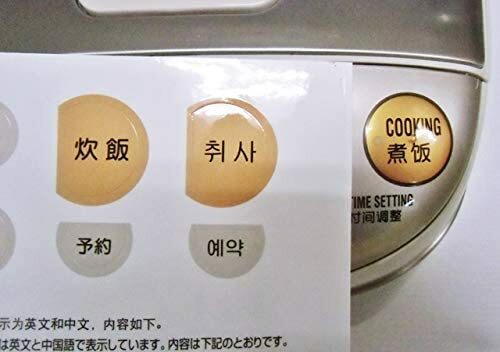 炊飯
취사
COOKING
煮饭
TIME SETTING
时间调整
予約
예약
示为英文和中文，内容如下。
は英文と中国語で表示しています。内容は下記のとおりです。